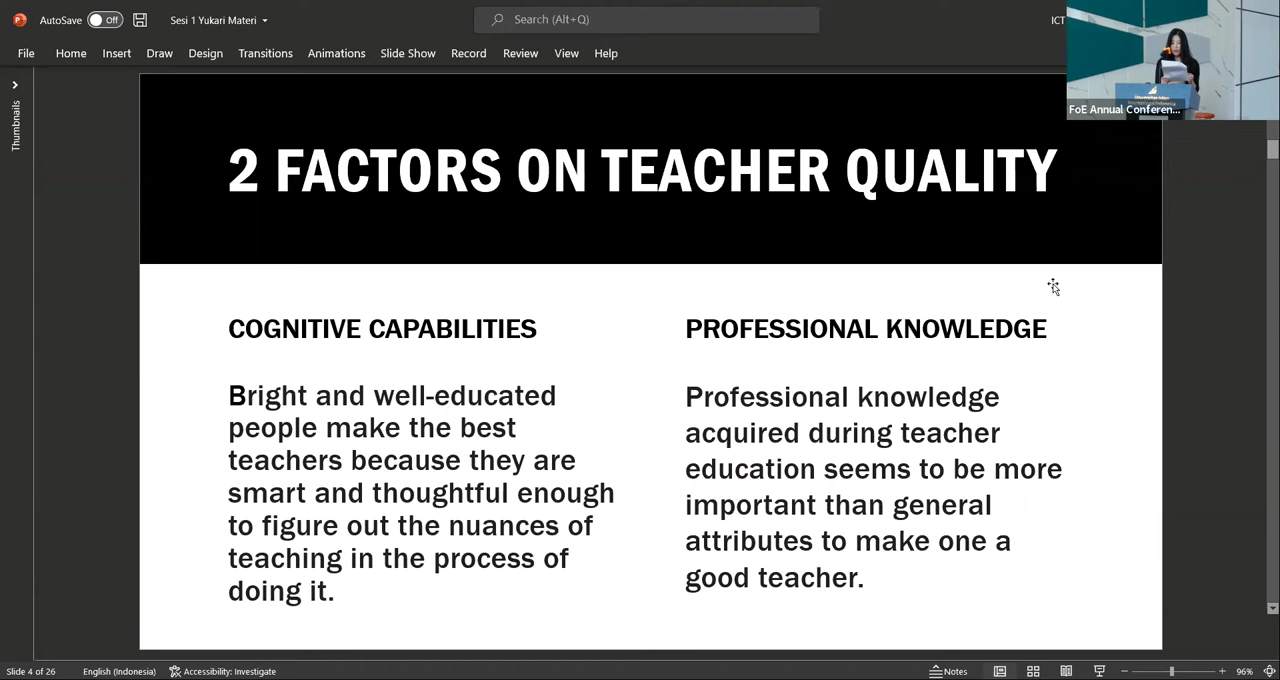 AutoSave Off Sesi 1 Yukari Materi Search (Alt+Q) ICT
File Home Insert Draw Design Transitions Animations Slide Show Record Review View Help
FoE Annual Conferen...
Thumbnails
2 FACTORS ON TEACHER QUALITY
COGNITIVE CAPABILITIES
Bright and well-educated
people make the best
teachers because they are
smart and thoughtful enough
to figure out the nuances of
teaching in the process of
doing it.
PROFESSIONAL KNOWLEDGE
Professional knowledge
acquired during teacher
education seems to be more
important than general
attributes to make one a
good teacher.
Slide 4 of 26 English (Indonesia) Accessibility: Investigate Notes 96%